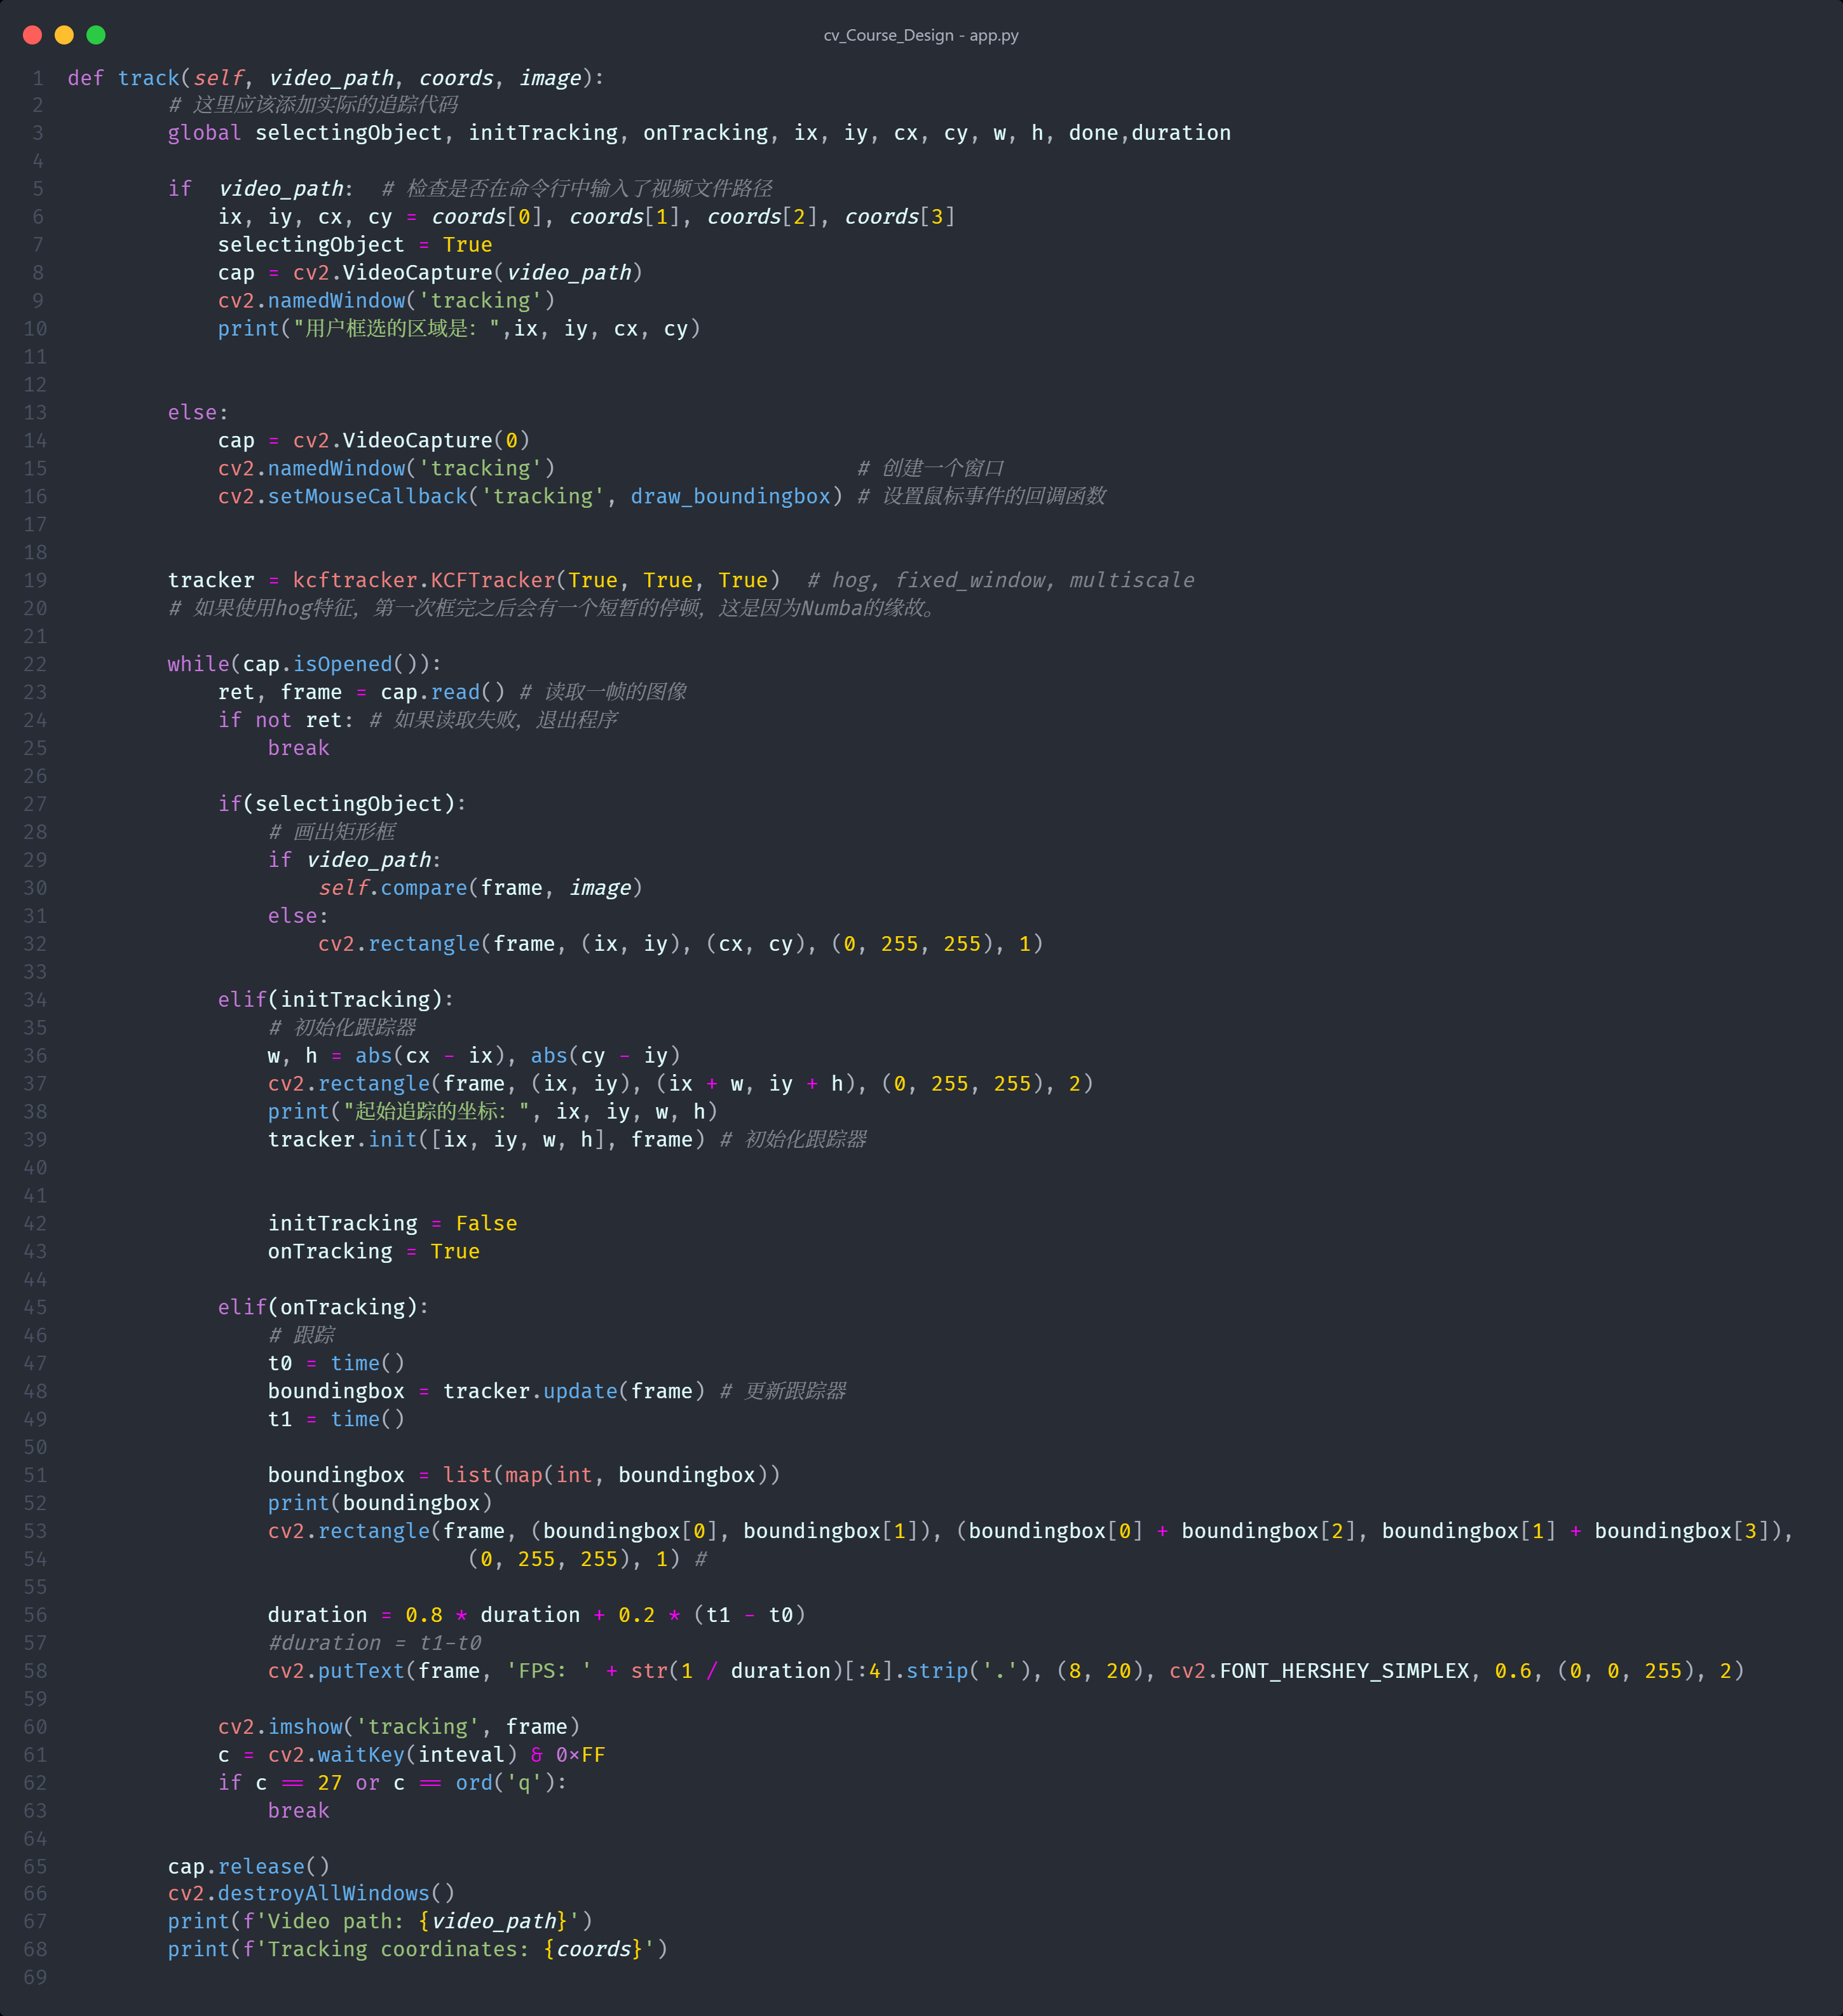 cv_Course_Design - app.py
1 def track(self, video_path, coords, image):
2         # 这里应该添加实际的追踪代码
3         global selectingObject, initTracking, onTracking, ix, iy, cx, cy, w, h, done,duration
4
5         if  video_path:  # 检查是否在命令行中输入了视频文件路径
6             ix, iy, cx, cy = coords[0], coords[1], coords[2], coords[3]
7             selectingObject = True
8             cap = cv2.VideoCapture(video_path)
9             cv2.namedWindow('tracking')
10             print("用户框选的区域是: ",ix, iy, cx, cy)
11
12
13         else:
14             cap = cv2.VideoCapture(0)
15             cv2.namedWindow('tracking')                        # 创建一个窗口
16             cv2.setMouseCallback('tracking', draw_boundingbox) # 设置鼠标事件的回调函数
17
18
19         tracker = kcftracker.KCFTracker(True, True, True)  # hog, fixed_window, multiscale
20         # 如果使用hog特征，第一次框完之后会有一个短暂的停顿，这是因为Numba的缘故。
21
22         while(cap.isOpened()):
23             ret, frame = cap.read() # 读取一帧的图像
24             if not ret: # 如果读取失败，退出程序
25                 break
26
27             if(selectingObject):
28                 # 画出矩形框
29                 if video_path:
30                     self.compare(frame, image)
31                 else:
32                     cv2.rectangle(frame, (ix, iy), (cx, cy), (0, 255, 255), 1)
33
34             elif(initTracking):
35                 # 初始化跟踪器
36                 w, h = abs(cx - ix), abs(cy - iy)
37                 cv2.rectangle(frame, (ix, iy), (ix + w, iy + h), (0, 255, 255), 2)
38                 print("起始追踪的坐标: ", ix, iy, w, h)
39                 tracker.init([ix, iy, w, h], frame) # 初始化跟踪器
40
41
42                 initTracking = False
43                 onTracking = True
44
45             elif(onTracking):
46                 # 跟踪
47                 t0 = time()
48                 boundingbox = tracker.update(frame) # 更新跟踪器
49                 t1 = time()
50
51                 boundingbox = list(map(int, boundingbox))
52                 print(boundingbox)
53                 cv2.rectangle(frame, (boundingbox[0], boundingbox[1]), (boundingbox[0] + boundingbox[2], boundingbox[1] + boundingbox[3]),
54                                 (0, 255, 255), 1) #
55
56                 duration = 0.8 * duration + 0.2 * (t1 - t0)
57                 #duration = t1-t0
58                 cv2.putText(frame, 'FPS: ' + str(1 / duration)[:4].strip('.'), (8, 20), cv2.FONT_HERSHEY_SIMPLEX, 0.6, (0, 0, 255), 2)
59
60             cv2.imshow('tracking', frame)
61             c = cv2.waitKey(inteval) & 0xFF
62             if c == 27 or c == ord('q'):
63                 break
64
65         cap.release()
66         cv2.destroyAllWindows()
67         print(f'Video path: {video_path}')
68         print(f'Tracking coordinates: {coords}')
69